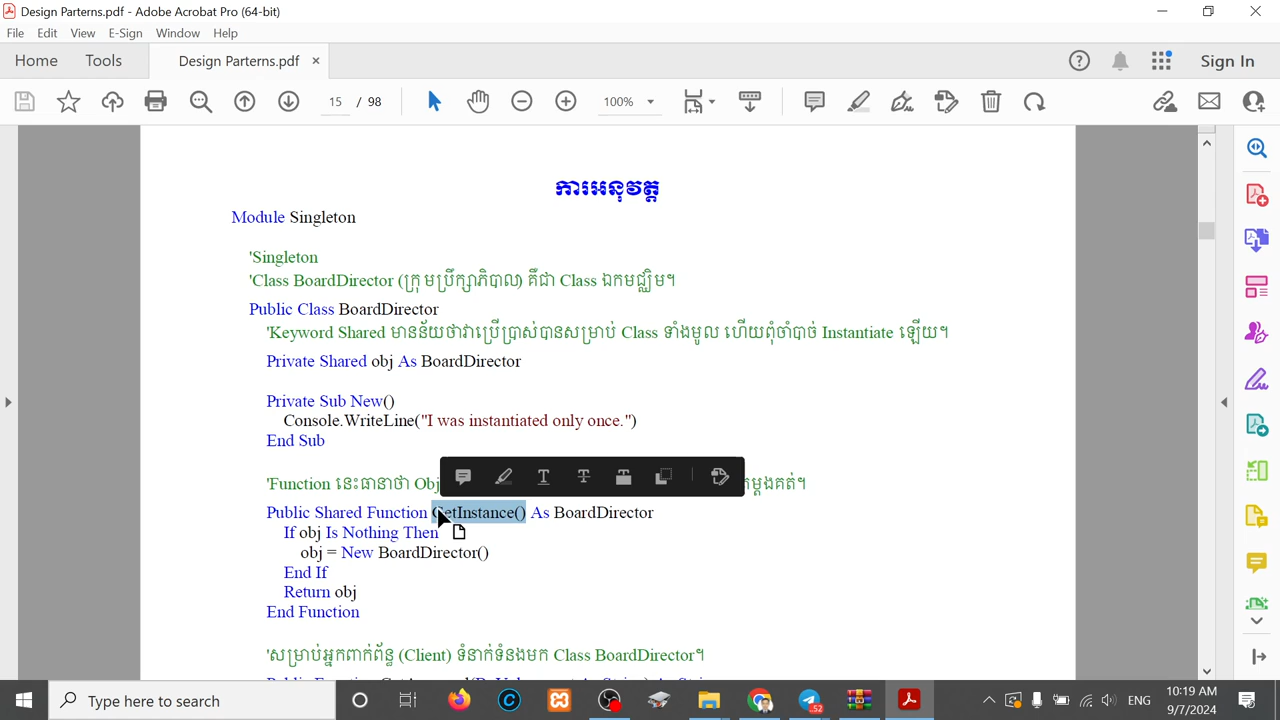 Design Parterns.pdf - Adobe Acrobat Pro (64-bit)
File Edit View E-Sign Window Help
Home Tools Design Parterns.pdf × Sign In
15 / 98 100%
ការអនុវត្ត
Module Singleton
'Singleton
'Class BoardDirector (ក្រុមប្រឹក្សាភិបាល) គឺជា Class ឯកមជ្ឈិម។
Public Class BoardDirector
'Keyword Shared មានន័យថាវាប្រើប្រាស់បានសម្រាប់ Class ទាំងមូល ហើយពុំចាំបាច់ Instantiate ឡើយ។
Private Shared obj As BoardDirector
Private Sub New()
Console.WriteLine("I was instantiated only once.")
End Sub
'Function នេះធានាថា Obj កម្តងគត់។
Public Shared Function GetInstance() As BoardDirector
If obj Is Nothing Then
obj = New BoardDirector()
End If
Return obj
End Function
'សម្រាប់អ្នកពាក់ព័ន្ធ (Client) ទំនាក់ទំនងមក Class BoardDirector។
Type here to search
52
ENG
10:19 AM
9/7/2024